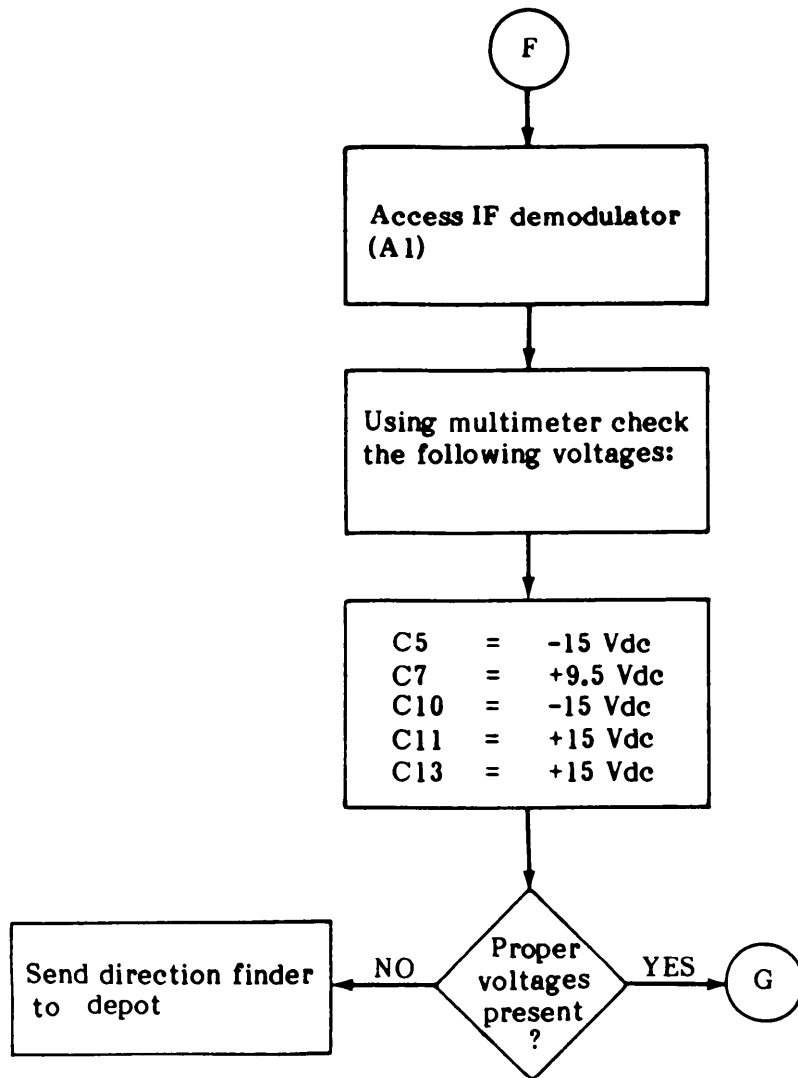 F
Access IF demodulator
(A1)
Using multimeter check
the following voltages:
C5 = -15 Vdc
C7 = +9.5 Vdc
C10 = -15 Vdc
C11 = +15 Vdc
C13 = +15 Vdc
Proper
voltages
present
?
NO
YES
Send direction finder
to depot
G